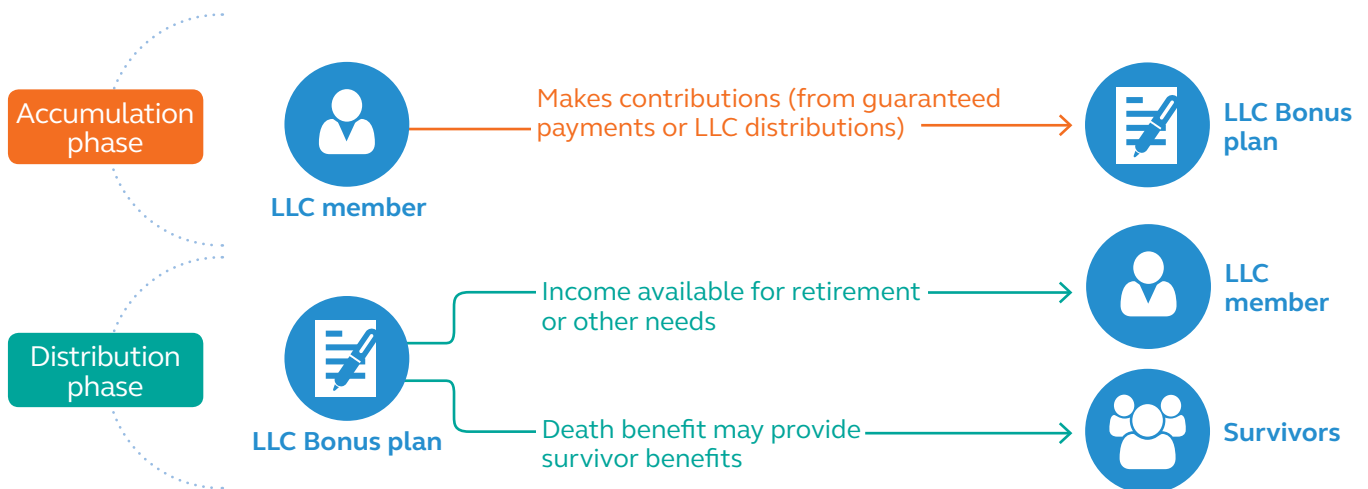 Accumulation
phase
LLC member
Makes contributions (from guaranteed
payments or LLC distributions)
LLC Bonus
plan
Distribution
phase
LLC Bonus plan
Income available for retirement
or other needs
LLC
member
Death benefit may provide
survivor benefits
Survivors